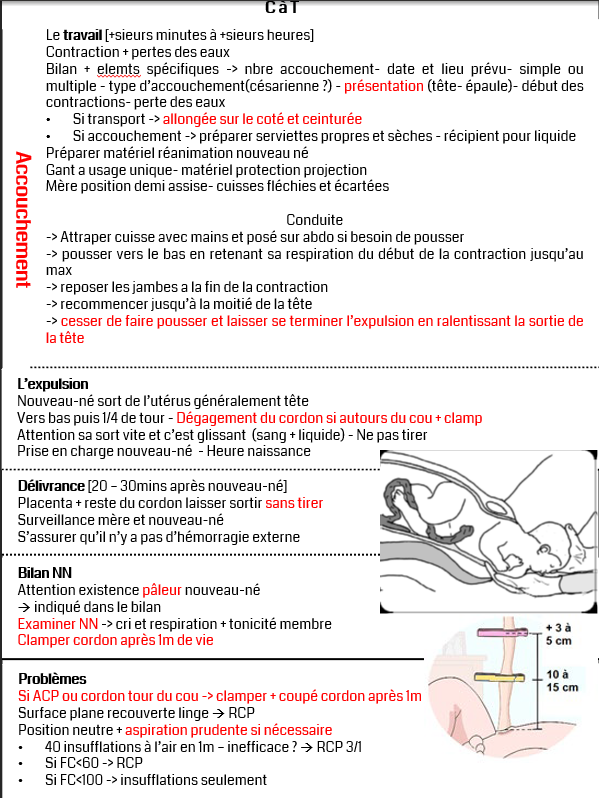 CàT
Accouchement
Le travail [+sieurs minutes à +sieurs heures]
Contraction + pertes des eaux
Bilan + elemts spécifiques -> nbre accouchement- date et lieu prévu- simple ou
multiple - type d’accouchement(césarienne ?) - présentation (tête- épaule)- début des
contractions- perte des eaux
• Si transport -> allongée sur le coté et ceinturée
• Si accouchement -> préparer serviettes propres et sèches - récipient pour liquide
Préparer matériel réanimation nouveau né
Gant a usage unique- matériel protection projection
Mère position demi assise- cuisses fléchies et écartées
Conduite
-> Attraper cuisse avec mains et posé sur abdo si besoin de pousser
-> pousser vers le bas en retenant sa respiration du début de la contraction jusqu’au
max
-> reposer les jambes a la fin de la contraction
-> recommencer jusqu’à la moitié de la tête
-> cesser de faire pousser et laisser se terminer l’expulsion en ralentissant la sortie de
la tête
L’expulsion
Nouveau-né sort de l’utérus généralement tête
Vers bas puis 1/4 de tour - Dégagement du cordon si autours du cou + clamp
Attention sa sort vite et c’est glissant (sang + liquide) - Ne pas tirer
Prise en charge nouveau-né - Heure naissance
Délivrance [20 – 30mins après nouveau-né]
Placenta + reste du cordon laisser sortir sans tirer
Surveillance mère et nouveau-né
S’assurer qu’il n’y a pas d’hémorragie externe
Bilan NN
Attention existence pâleur nouveau-né
→ indiqué dans le bilan
Examiner NN -> cri et respiration + tonicité membre
Clamper cordon après 1m de vie
+ 3 à
5 cm
10 à
15 cm
Problèmes
Si ACP ou cordon tour du cou -> clamper + coupé cordon après 1m
Surface plane recouverte linge → RCP
Position neutre + aspiration prudente si nécessaire
• 40 insufflations à l’air en 1m – inefficace ? → RCP 3/1
• Si FC<60 -> RCP
• Si FC<100 -> insufflations seulement